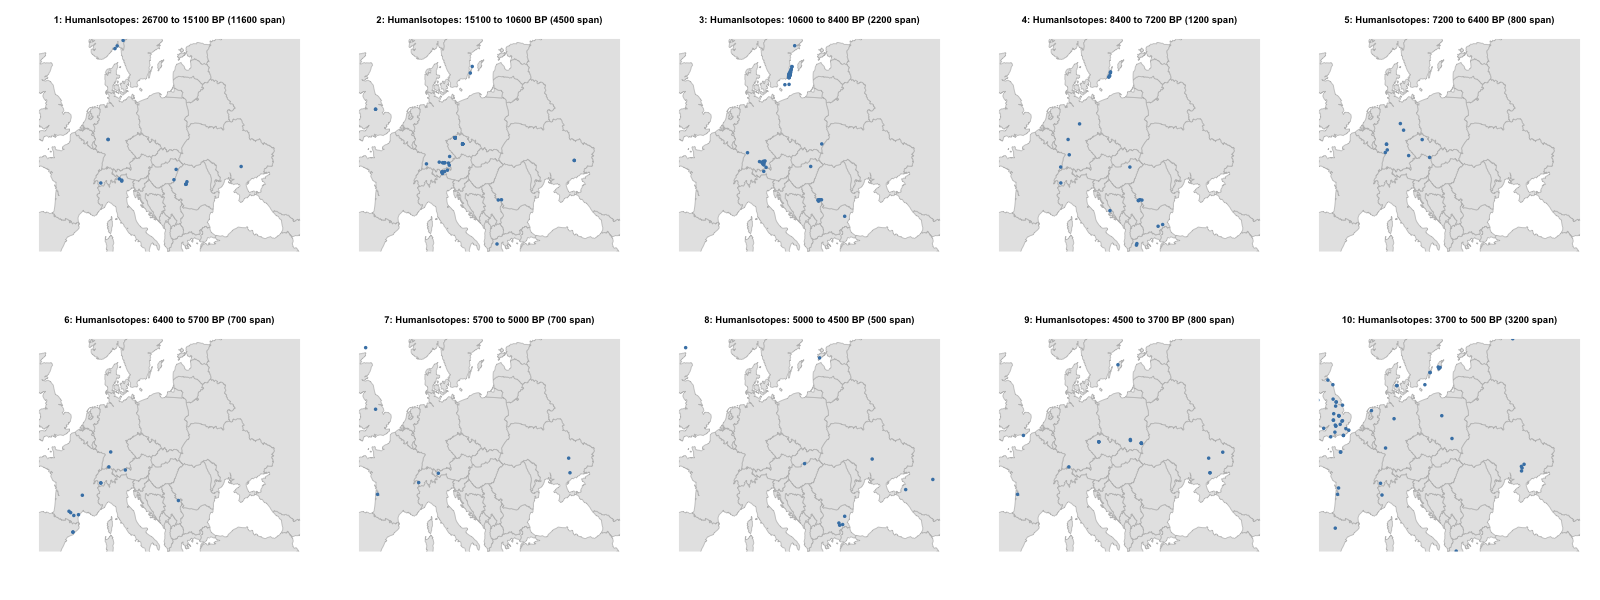 1: HumanIsotopes: 26700 to 15100 BP (11600 span)
2: HumanIsotopes: 15100 to 10600 BP (4500 span)
3: HumanIsotopes: 10600 to 8400 BP (2200 span)
4: HumanIsotopes: 8400 to 7200 BP (1200 span)
5: HumanIsotopes: 7200 to 6400 BP (800 span)
6: HumanIsotopes: 6400 to 5700 BP (700 span)
7: HumanIsotopes: 5700 to 5000 BP (700 span)
8: HumanIsotopes: 5000 to 4500 BP (500 span)
9: HumanIsotopes: 4500 to 3700 BP (800 span)
10: HumanIsotopes: 3700 to 500 BP (3200 span)